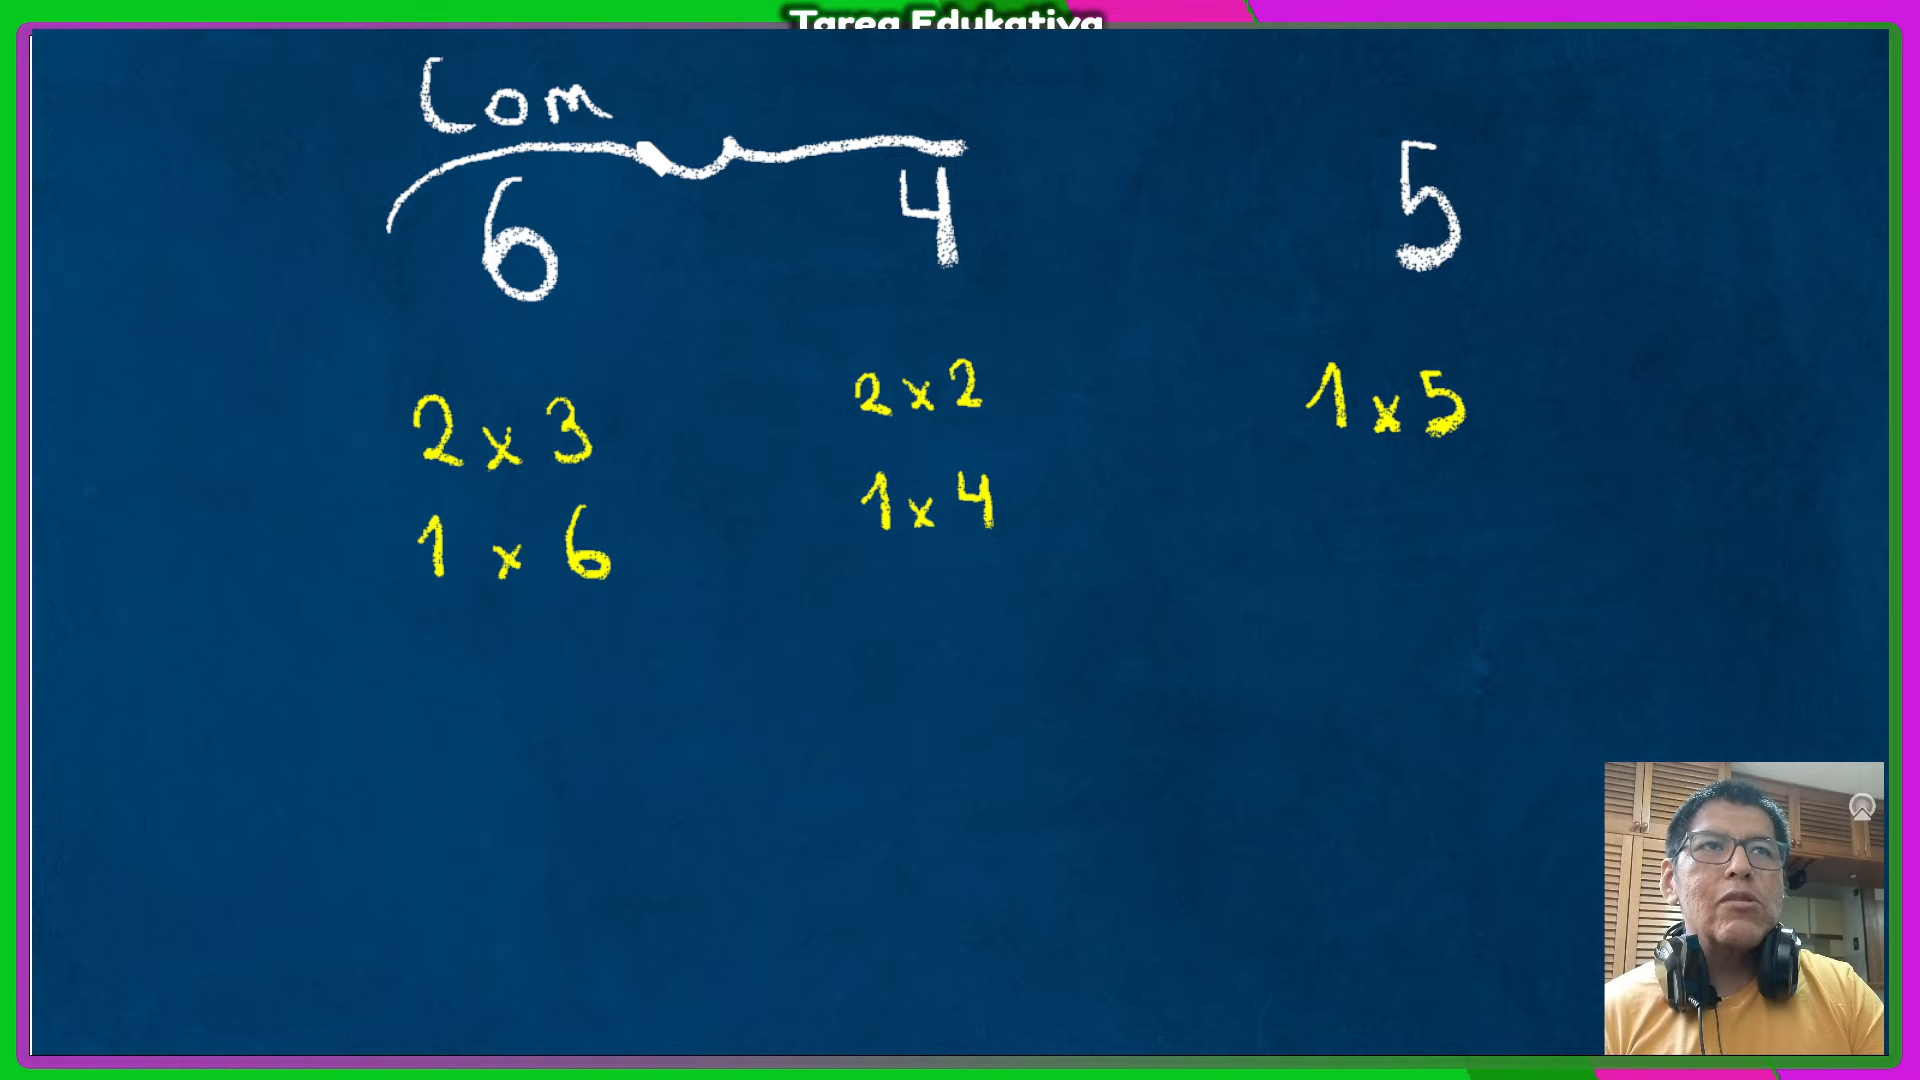 Tarea Edukativa
Com
6 4 5
2 x 3
1 x 6
2 x 2
1 x 4
1 x 5